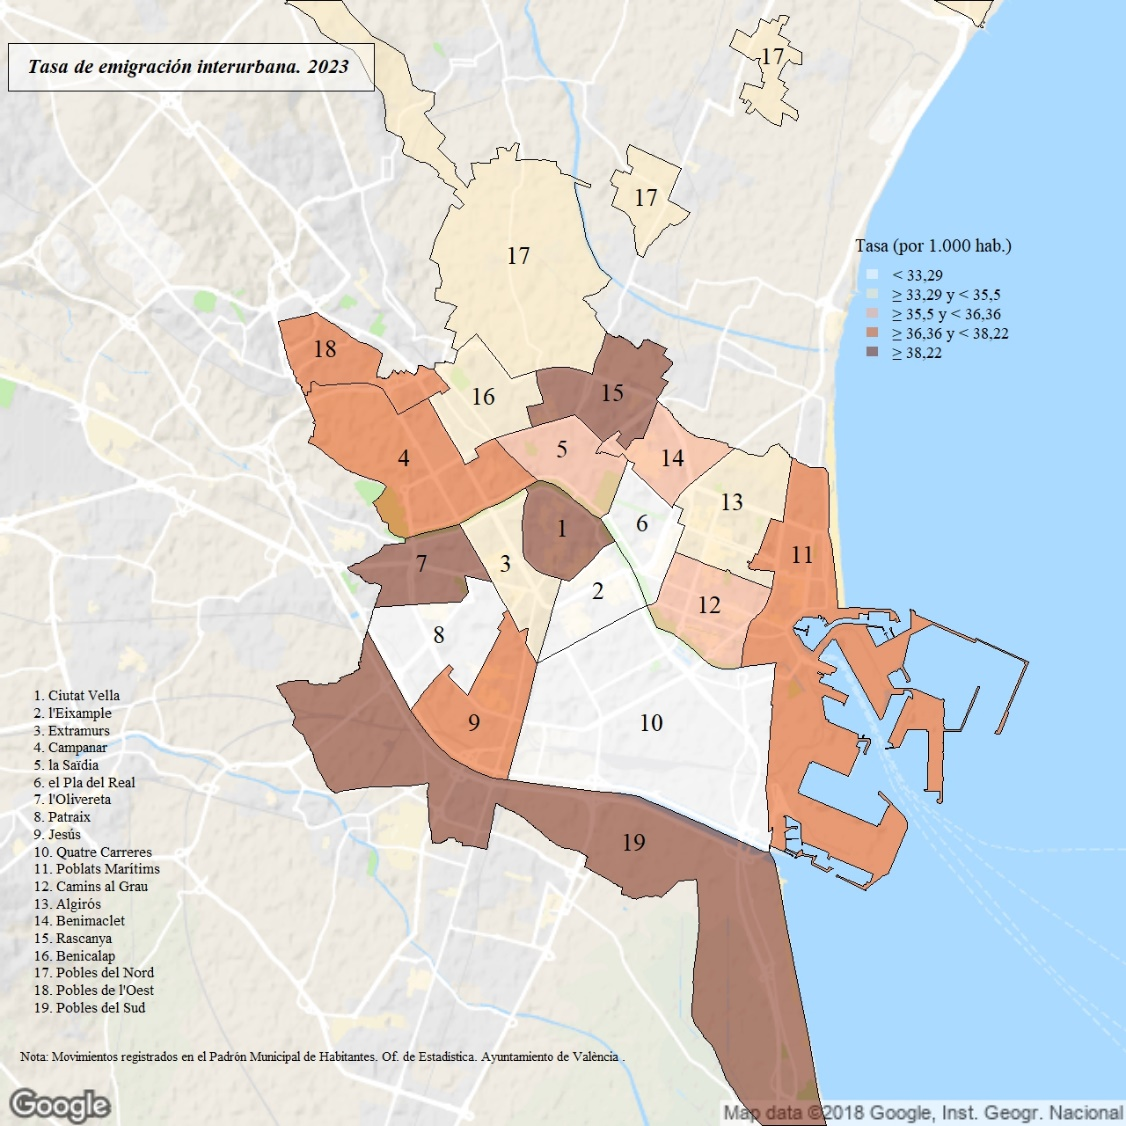 Tasa de emigración interurbana. 2023
17
17
17
Tasa (por 1.000 hab.)
< 33,29
≥ 33,29 y < 35,5
≥ 35,5 y < 36,36
≥ 36,36 y < 38,22
≥ 38,22
18
16
15
4
5
14
13
6
1
11
7
3
2
12
8
9
10
19
1. Ciutat Vella
2. l'Eixample
3. Extramurs
4. Campanar
5. la Saïdia
6. el Pla del Real
7. l'Olivereta
8. Patraix
9. Jesús
10. Quatre Carreres
11. Poblats Marítims
12. Camins al Grau
13. Algirós
14. Benimaclet
15. Rascanya
16. Benicalap
17. Pobles del Nord
18. Pobles de l'Oest
19. Pobles del Sud
Nota: Movimientos registrados en el Padrón Municipal de Habitantes. Of. de Estadística. Ayuntamiento de València .
Google
Map data ©2018 Google, Inst. Geogr. Nacional